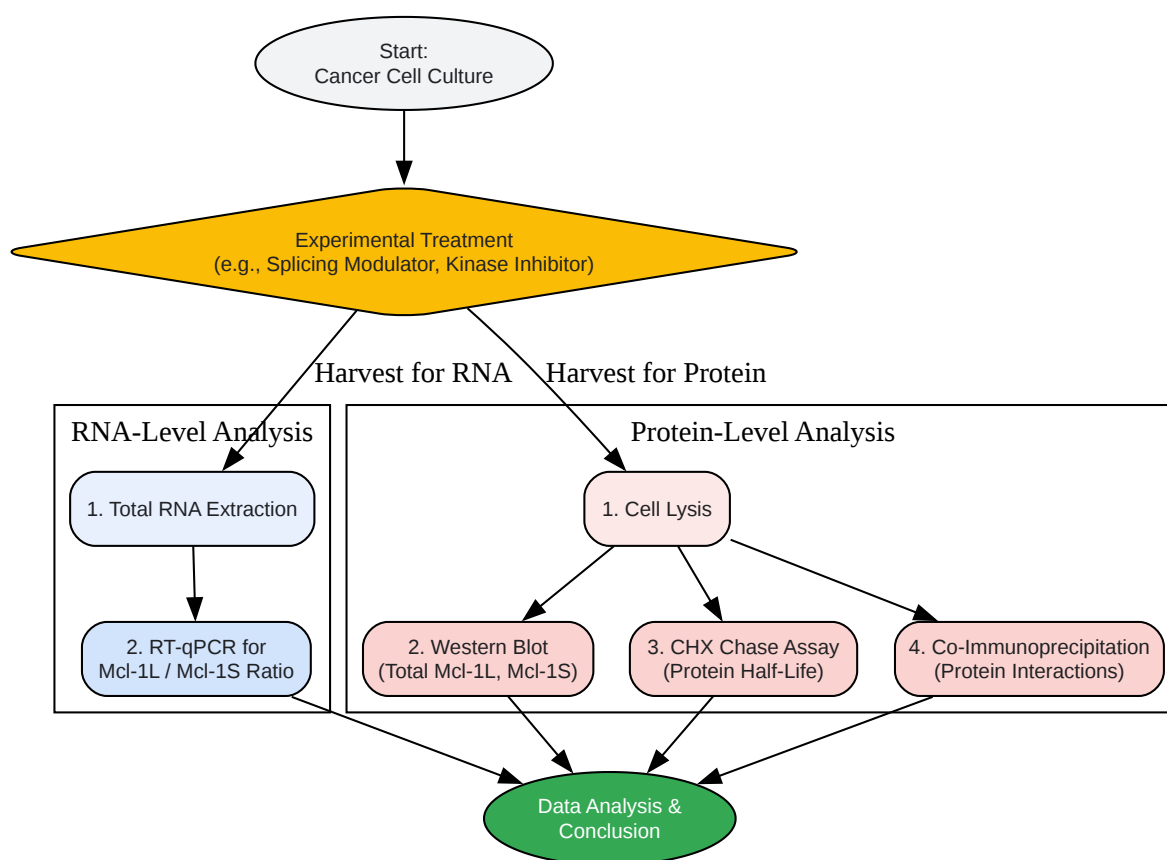 Start:
Cancer Cell Culture
Experimental Treatment
(e.g., Splicing Modulator, Kinase Inhibitor)
Harvest for RNA
Harvest for Protein
RNA-Level Analysis
Protein-Level Analysis
1. Total RNA Extraction
1. Cell Lysis
2. RT-qPCR for
Mcl-1L / Mcl-1S Ratio
2. Western Blot
(Total Mcl-1L, Mcl-1S)
3. CHX Chase Assay
(Protein Half-Life)
4. Co-Immunoprecipitation
(Protein Interactions)
Data Analysis &
Conclusion